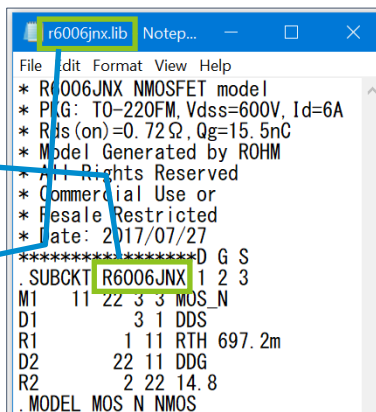 r6006jnx.lib Notep...
File Edit Format View Help
* R6006JNX NMOSFET model
* PKG: TO-220FM, Vdss=600V, Id=6A
* Rds(on)=0.72Ω, Qg=15.5nC
* Model Generated by ROHM
* All Rights Reserved
* Commercial Use or
* Resale Restricted
* Date: 2017/07/27
*****************D G S
.SUBCKT R6006JNX 1 2 3
M1 11 22 3 3 MOS_N
D1 3 1 DDS
R1 1 11 RTH 697.2m
D2 22 11 DDG
R2 2 22 14.8
.MODEL MOS_N NMOS